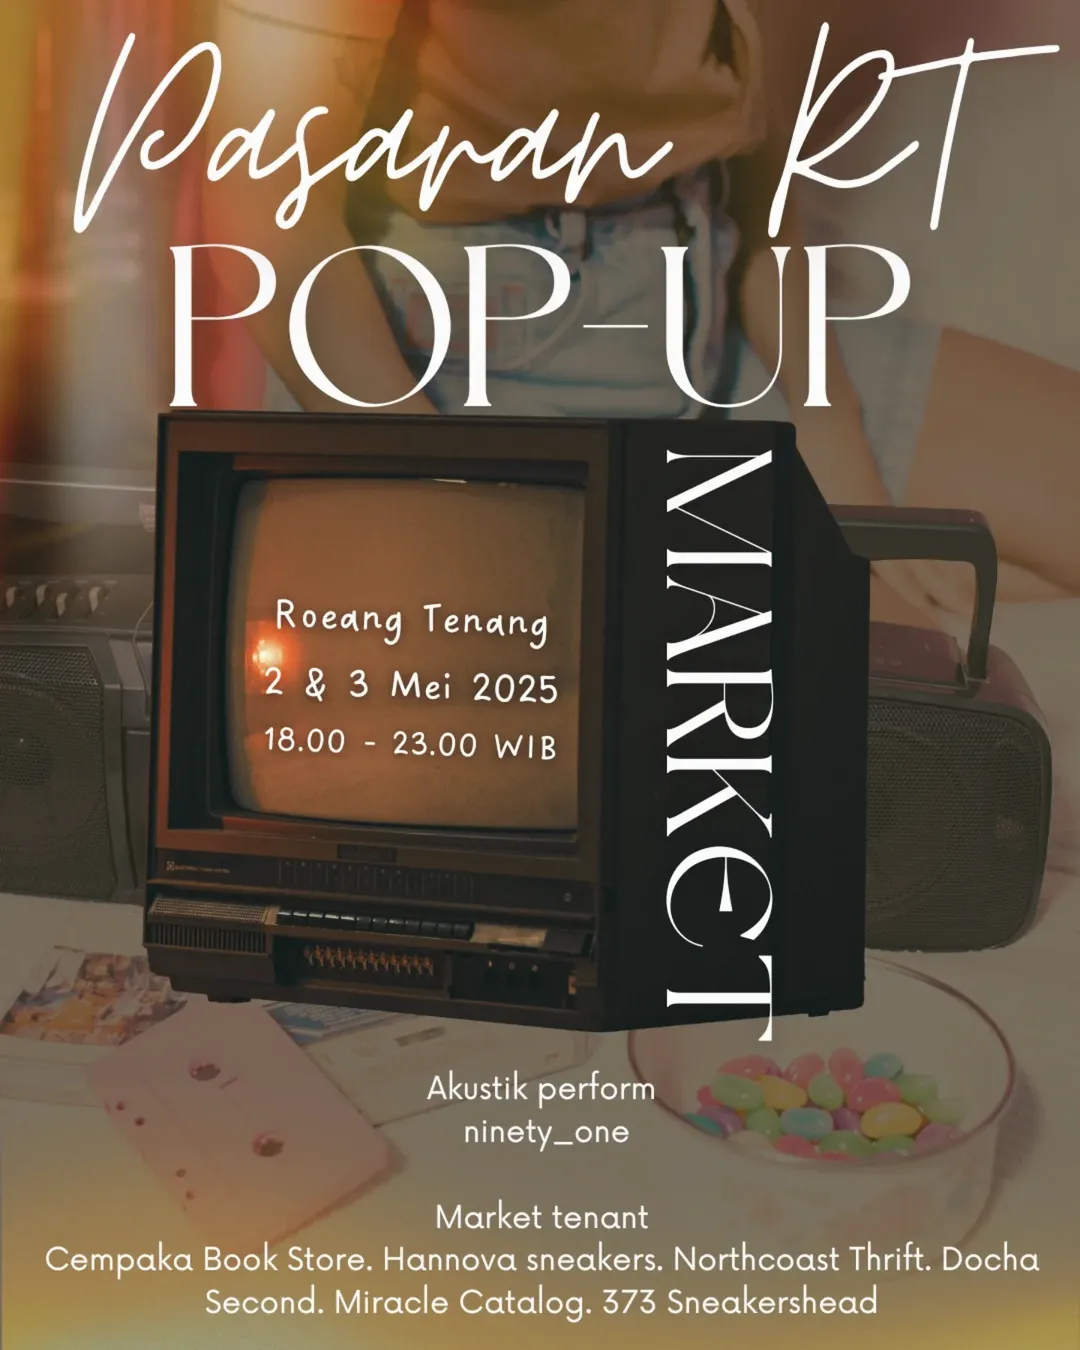 Pasaran RT
POP-UP
MARKET
Roeang Tenang
2 & 3 Mei 2025
18.00 - 23.00 WIB
Akustik perform
ninety_one
Market tenant
Cempaka Book Store. Hannova sneakers. Northcoast Thrift. Docha
Second. Miracle Catalog. 373 Sneakershead